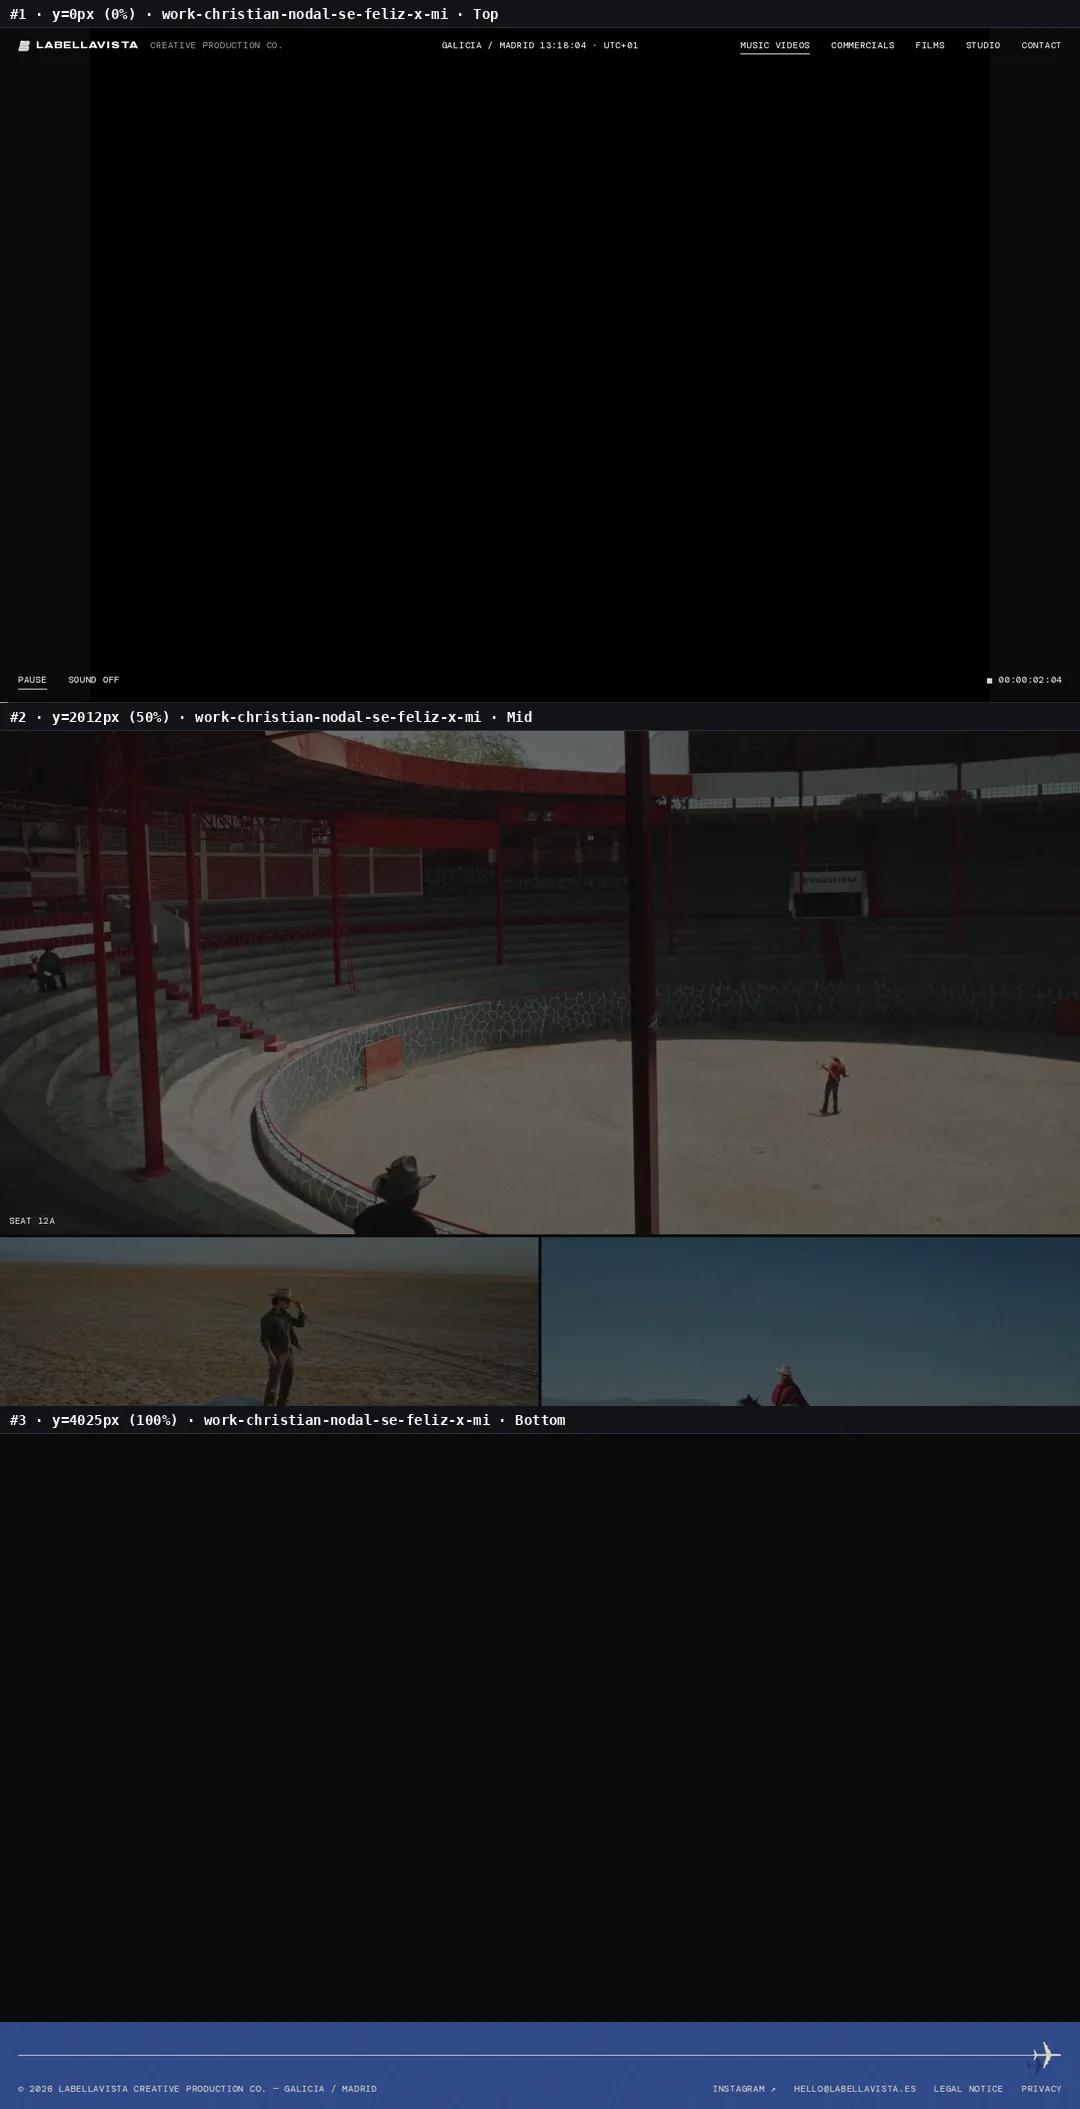 #1 · y=0px (0%) · work-christian-nodal-se-feliz-x-mi · Top
LABELLAVISTA CREATIVE PRODUCTION CO. GALICIA / MADRID 13:18:04 · UTC+01 MUSIC VIDEOS COMMERCIALS FILMS STUDIO CONTACT
PAUSE SOUND OFF 00:00:02:04
#2 · y=2012px (50%) · work-christian-nodal-se-feliz-x-mi · Mid
SEAT 12A
#3 · y=4025px (100%) · work-christian-nodal-se-feliz-x-mi · Bottom
© 2026 LABELLAVISTA CREATIVE PRODUCTION CO. — GALICIA / MADRID INSTAGRAM ↗ HELLO@LABELLAVISTA.ES LEGAL NOTICE PRIVACY